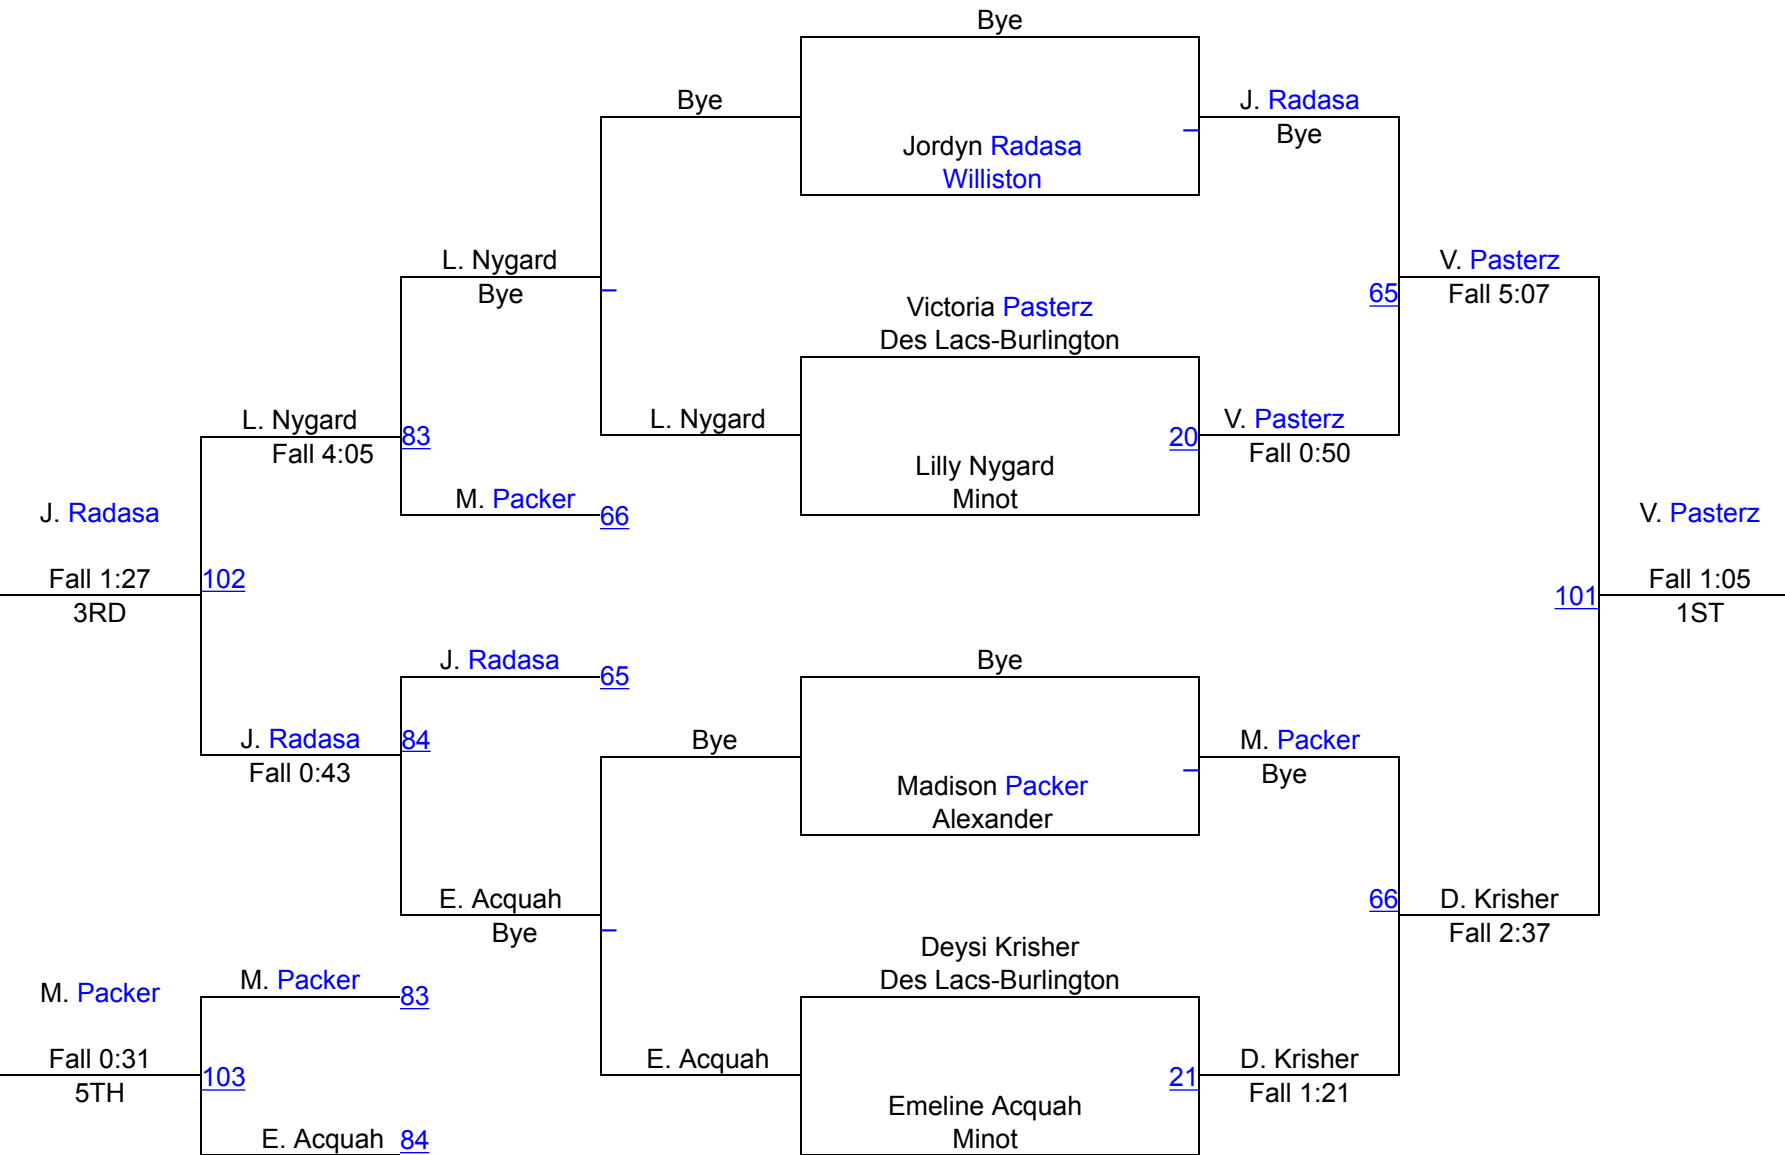 Bye
Bye
J. Radasa
Bye
Jordyn Radasa
Williston
L. Nygard
Bye
V. Pasterz
65
Fall 5:07
Victoria Pasterz
Des Lacs-Burlington
L. Nygard
83
Fall 4:05
L. Nygard
20
V. Pasterz
Fall 0:50
Lilly Nygard
Minot
M. Packer
66
J. Radasa
Fall 1:27
102
3RD
V. Pasterz
101
Fall 1:05
1ST
J. Radasa
65
Bye
J. Radasa
84
Fall 0:43
Bye
M. Packer
Bye
Madison Packer
Alexander
E. Acquah
Bye
66
D. Krisher
Fall 2:37
Deysi Krisher
Des Lacs-Burlington
M. Packer
M. Packer
83
Fall 0:31
103
5TH
E. Acquah
21
D. Krisher
Fall 1:21
Emeline Acquah
Minot
E. Acquah
84